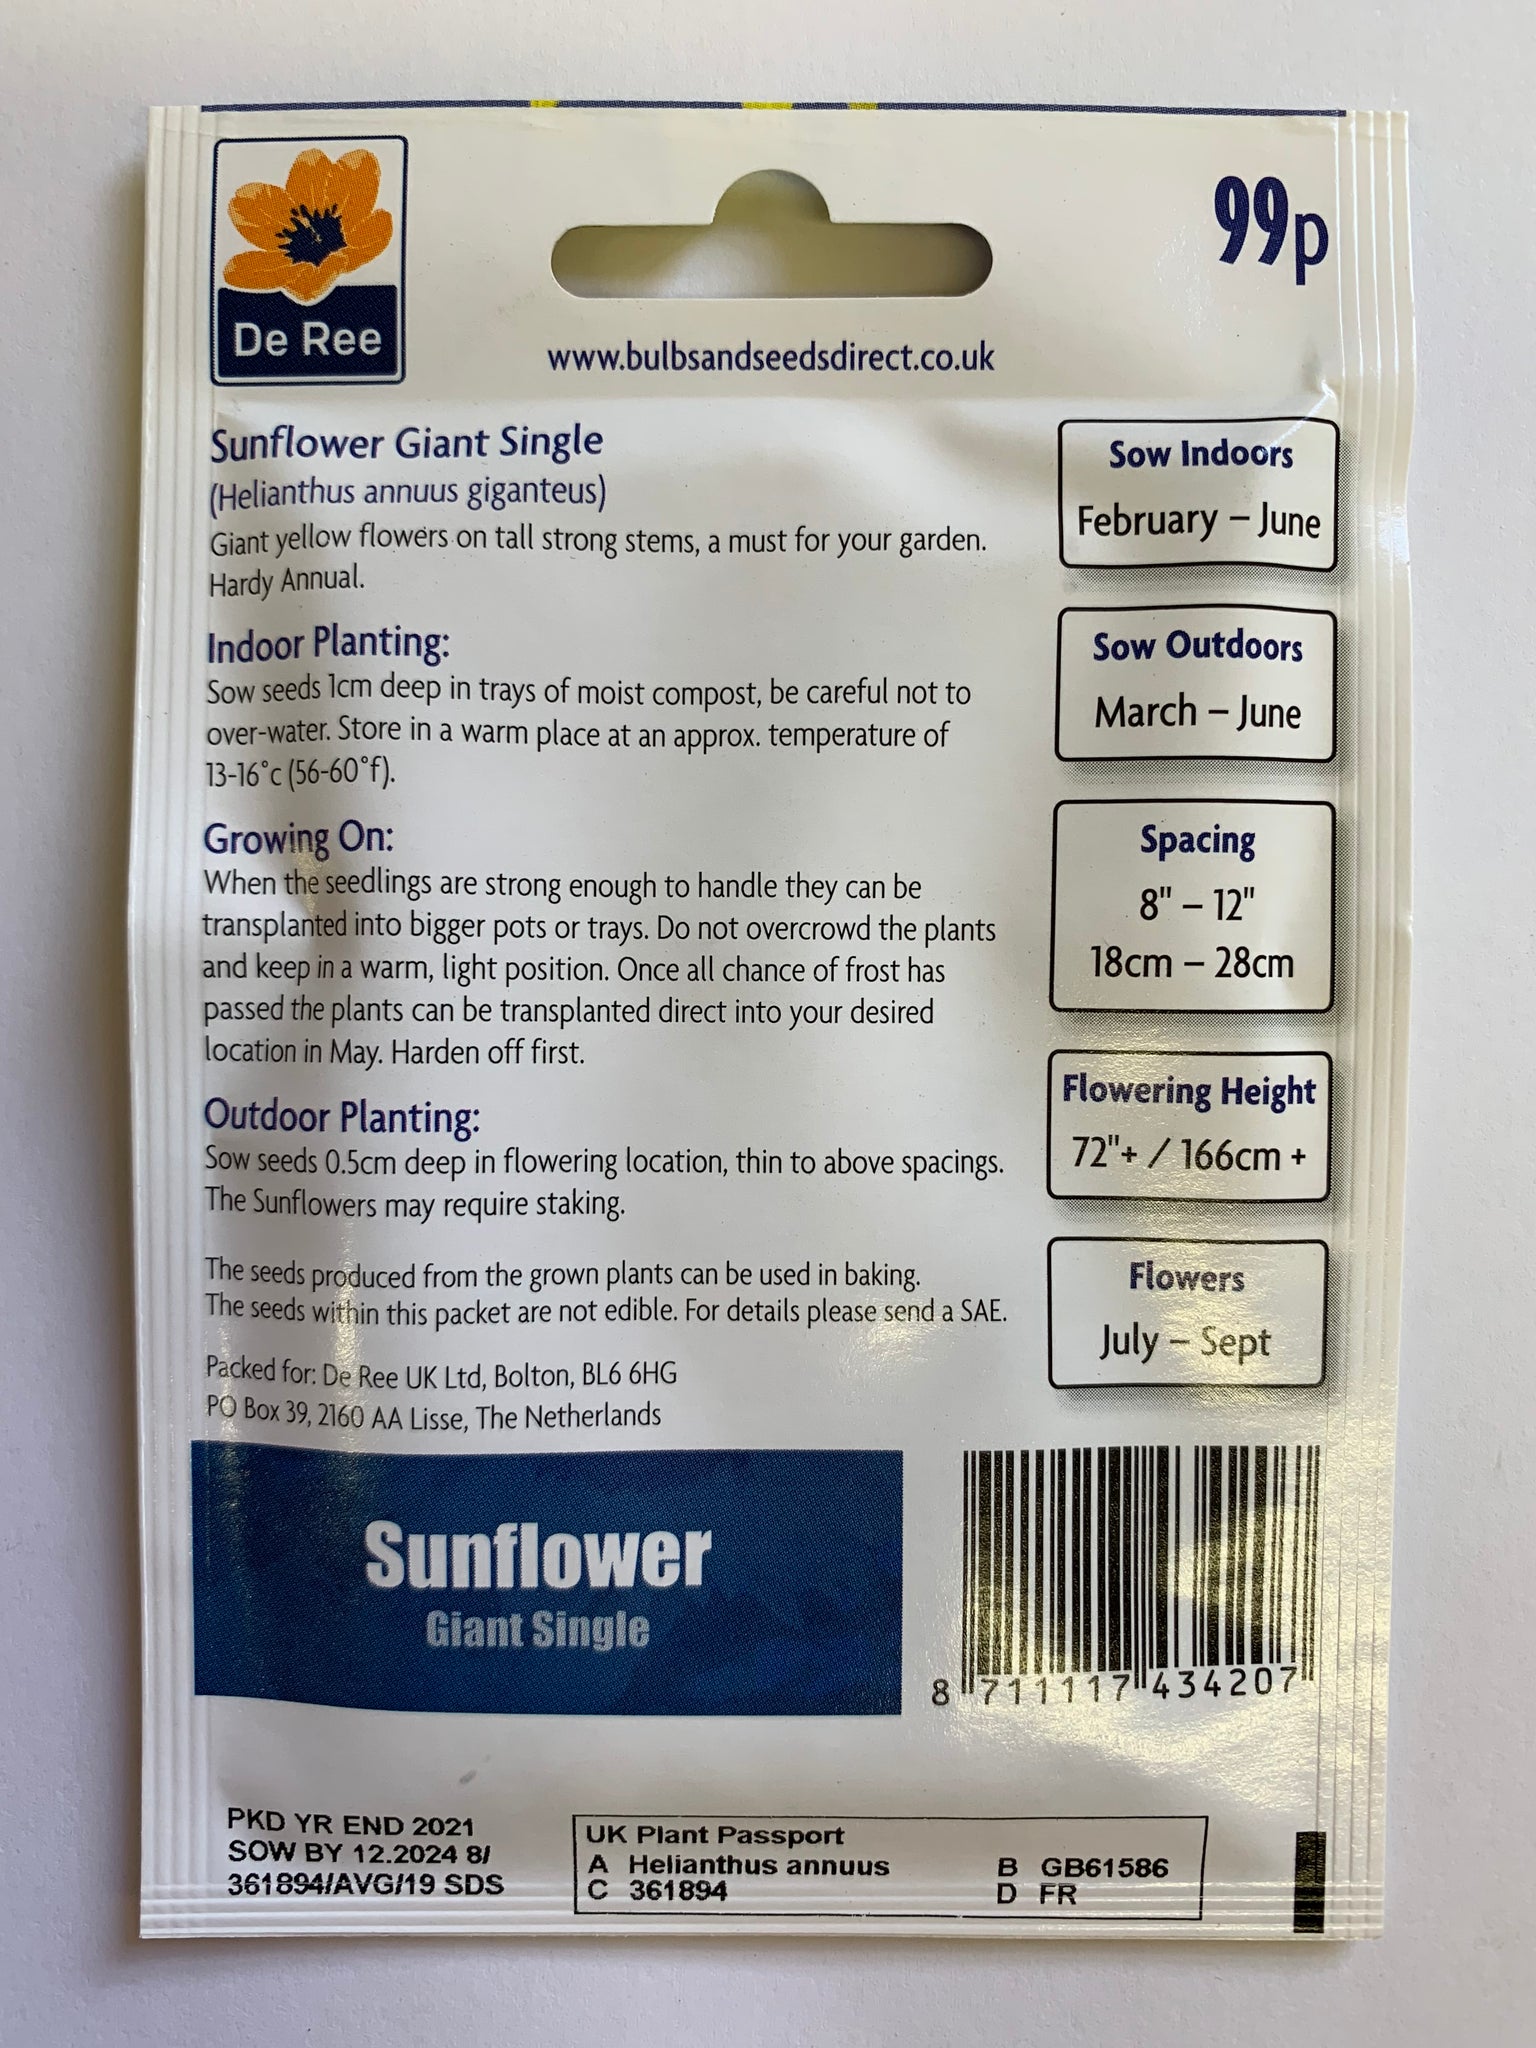 De Ree
99p
www.bulbsandseedsdirect.co.uk
Sunflower Giant Single
(Helianthus annuus giganteus)
Giant yellow flowers on tall strong stems, a must for your garden.
Hardy Annual.
Indoor Planting:
Sow seeds 1cm deep in trays of moist compost, be careful not to
over-water. Store in a warm place at an approx. temperature of
13-16°c (56-60°f).
Growing On:
When the seedlings are strong enough to handle they can be
transplanted into bigger pots or trays. Do not overcrowd the plants
and keep in a warm, light position. Once all chance of frost has
passed the plants can be transplanted direct into your desired
location in May. Harden off first.
Outdoor Planting:
Sow seeds 0.5cm deep in flowering location, thin to above spacings.
The Sunflowers may require staking.
The seeds produced from the grown plants can be used in baking.
The seeds within this packet are not edible. For details please send a SAE.
Packed for: De Ree UK Ltd, Bolton, BL6 6HG
PO Box 39, 2160 AA Lisse, The Netherlands
Sow Indoors
February – June
Sow Outdoors
March – June
Spacing
8" – 12"
18cm – 28cm
Flowering Height
72"+ / 166cm +
Flowers
July – Sept
Sunflower
Giant Single
8 711117 434207
PKD YR END 2021
SOW BY 12.2024 8/
361894/AVG/19 SDS
UK Plant Passport
A Helianthus annuus B GB61586
C 361894 D FR